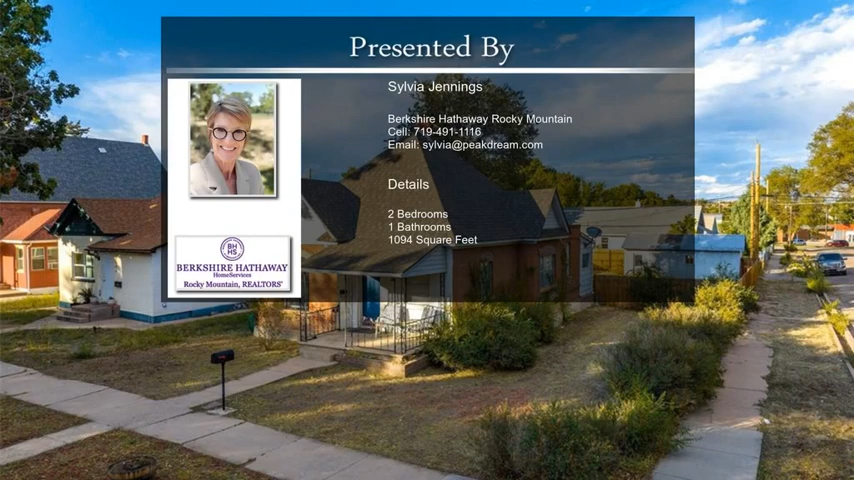 Presented By
Sylvia Jennings
Berkshire Hathaway Rocky Mountain
Cell: 719-491-1116
Email: sylvia@peakdream.com
Details
2 Bedrooms
1 Bathrooms
1094 Square Feet
BH
HS
BERKSHIRE HATHAWAY
HomeServices
Rocky Mountain, REALTORS®